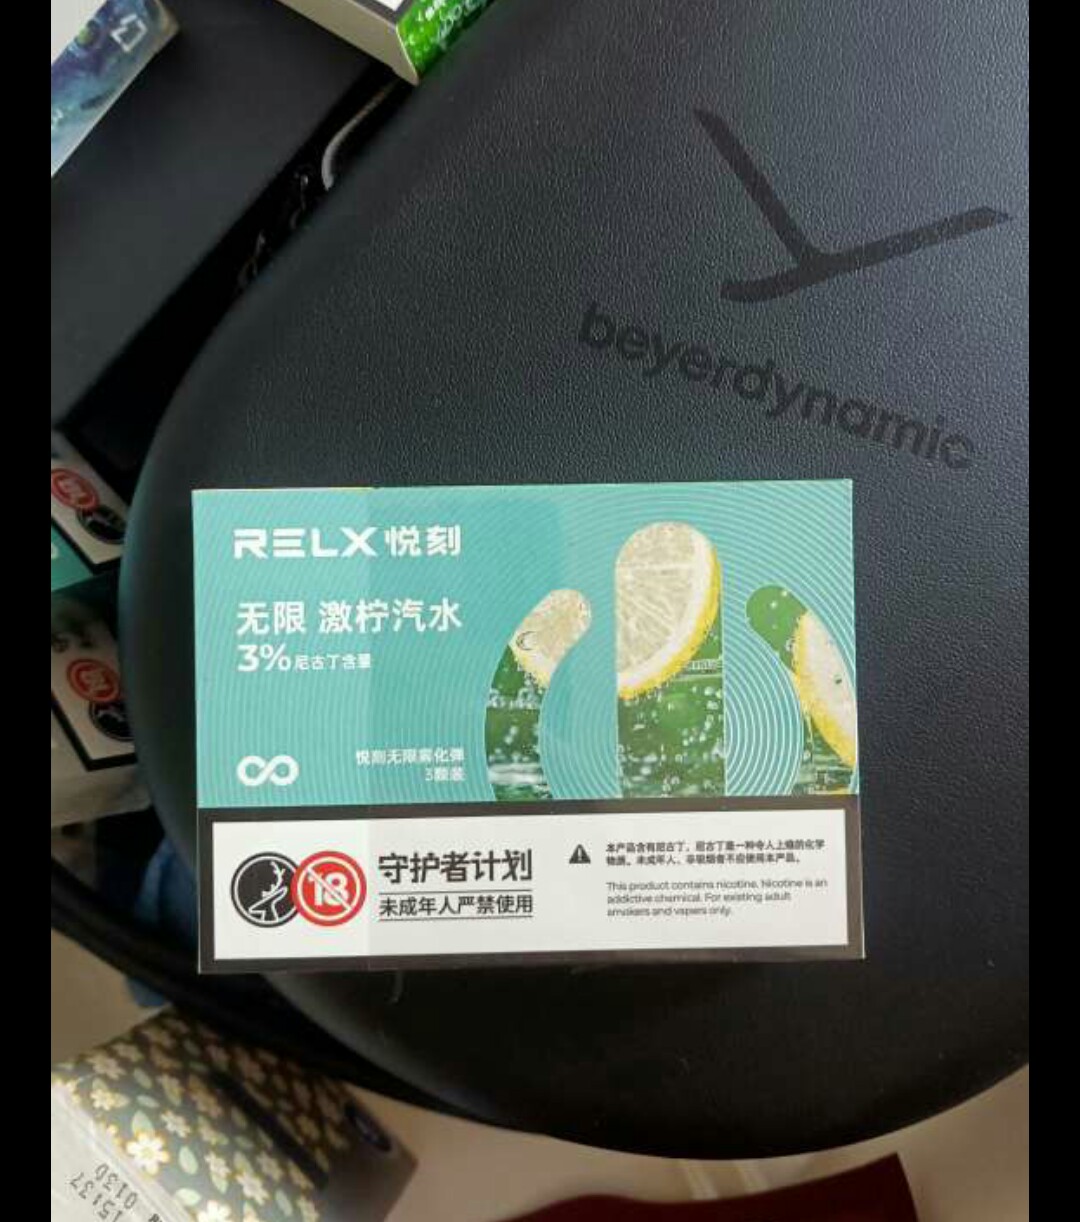 beyerdynamic
RELX 悦刻
无限 激柠汽水
3% 尼古丁含量
悦刻无限雾化弹
3颗装
18
守护者计划
未成年人严禁使用
本产品含有尼古丁，尼古丁是一种令人上瘾的化学
物质。未成年人、非吸烟者不应使用本产品。
This product contains nicotine. Nicotine is an
addictive chemical. For existing adult
smokers and vapers only.
15137
0136